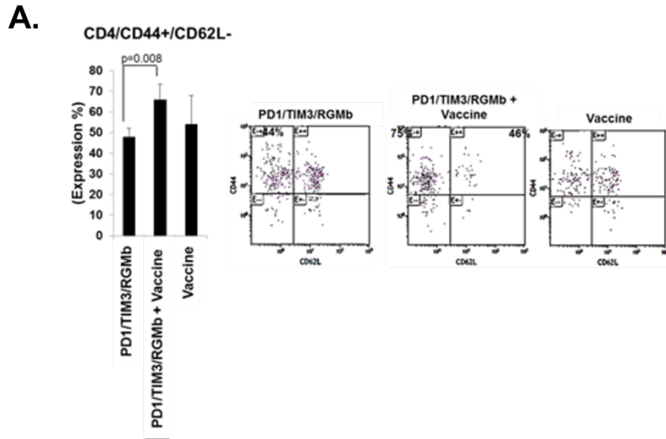 A.
CD4/CD44+/CD62L-
p=0.008
80
70
60
50
40
30
20
10
0
(Expression %)
PD1/TIM3/RGMb
PD1/TIM3/RGMb + Vaccine
Vaccine
PD1/TIM3/RGMb
44%
CD44
CD62L
PD1/TIM3/RGMb +
Vaccine
75%
46%
CD44
CD62L
Vaccine
CD44
CD62L